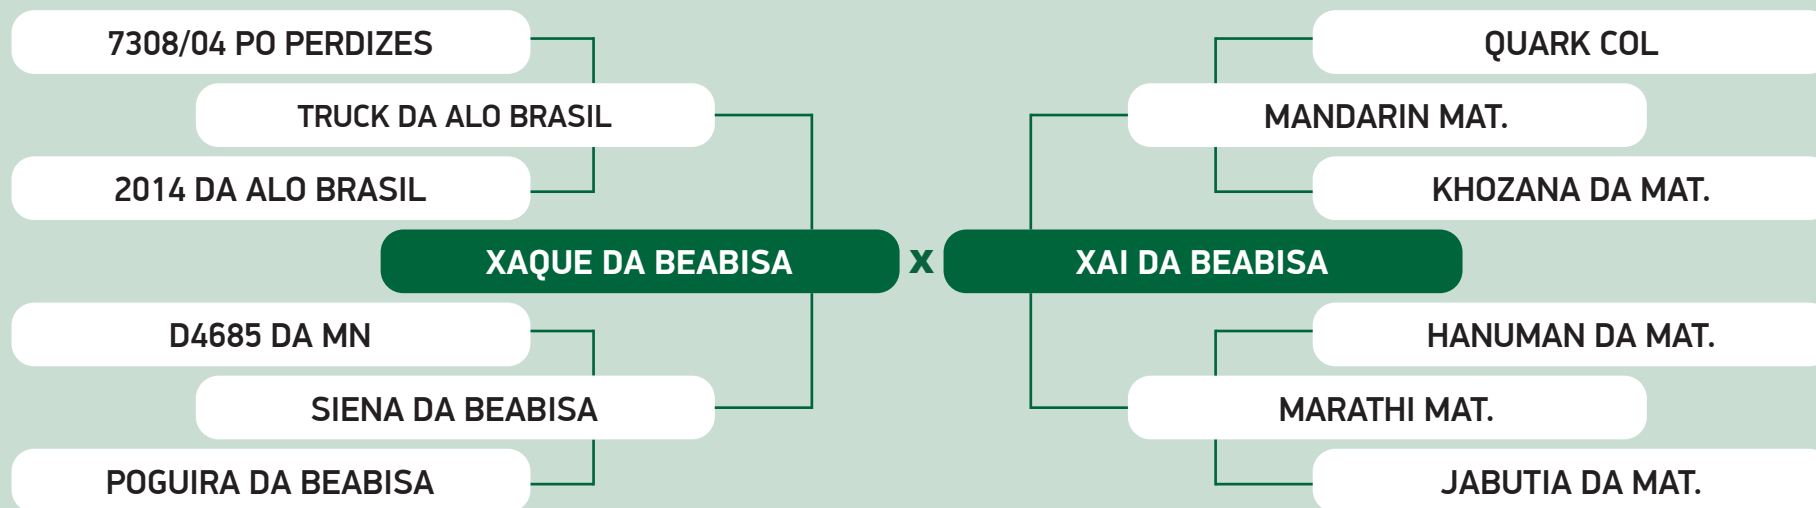 7308/04 PO PERDIZES
QUARK COL
TRUCK DA ALO BRASIL
MANDARIN MAT.
2014 DA ALO BRASIL
KHOZANA DA MAT.
XAQUE DA BEABISA X XAI DA BEABISA
D4685 DA MN
HANUMAN DA MAT.
SIENA DA BEABISA
MARATHI MAT.
POGUIRA DA BEABISA
JABUTIA DA MAT.